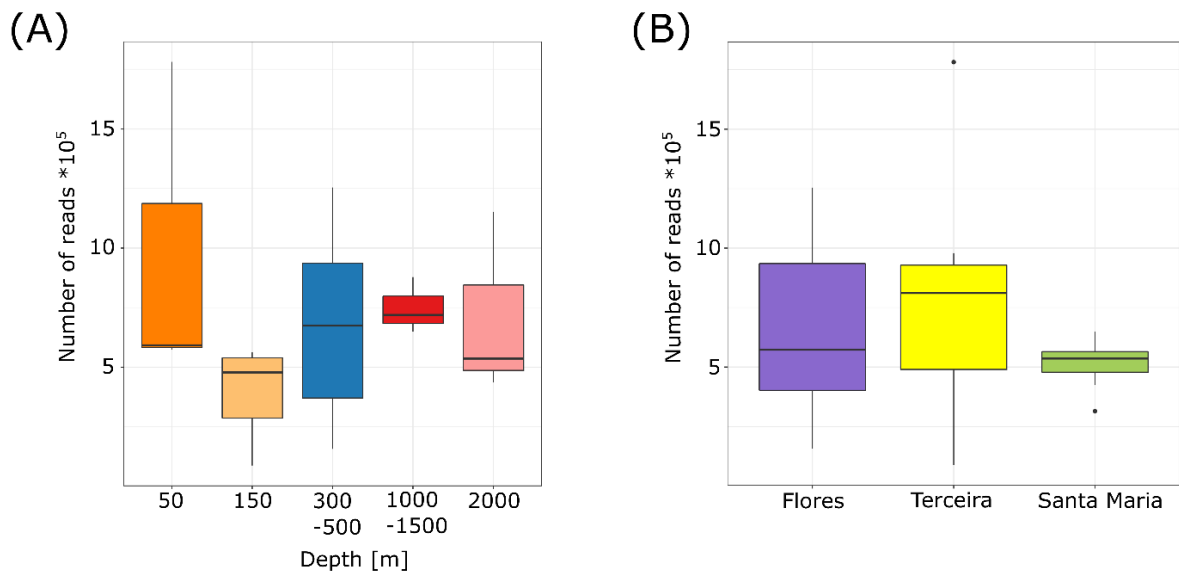 (A)
Number of reads *10⁵
15
10
5
50 150 300 1000 2000
-500 -1500
Depth [m]
(B)
Number of reads *10⁵
15
10
5
Flores Terceira Santa Maria